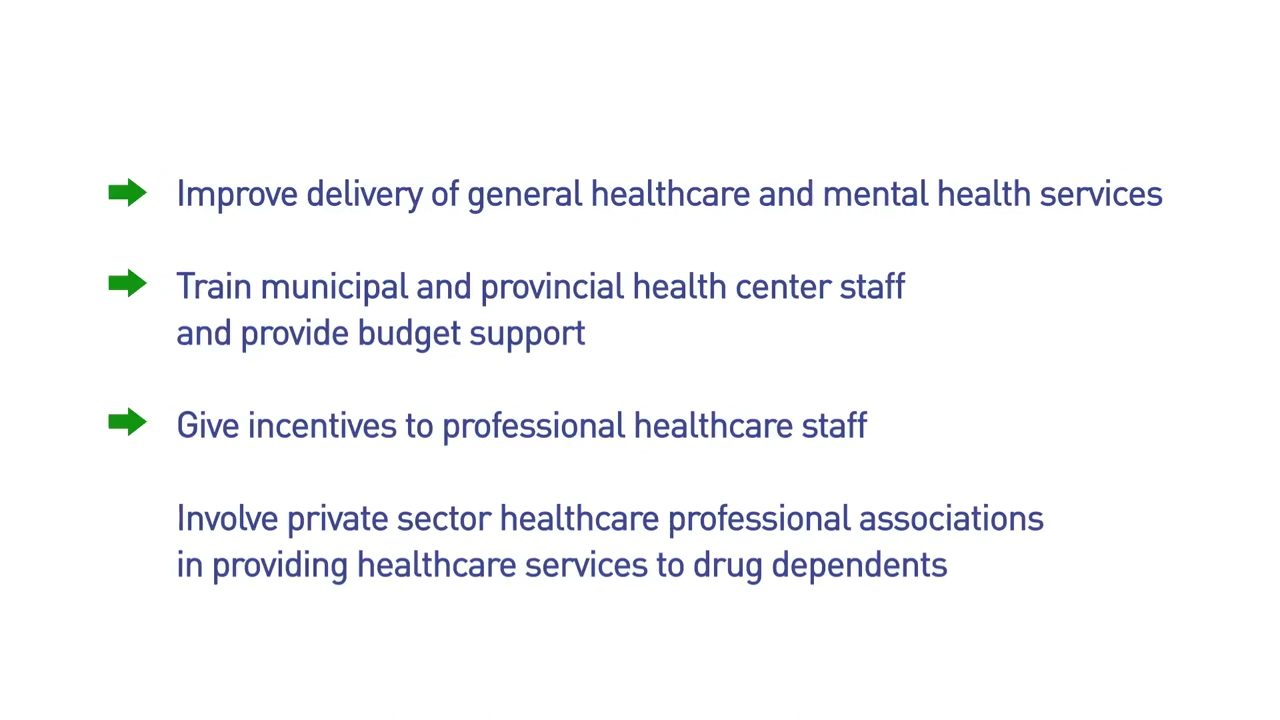 Improve delivery of general healthcare and mental health services
Train municipal and provincial health center staff
and provide budget support
Give incentives to professional healthcare staff
Involve private sector healthcare professional associations
in providing healthcare services to drug dependents